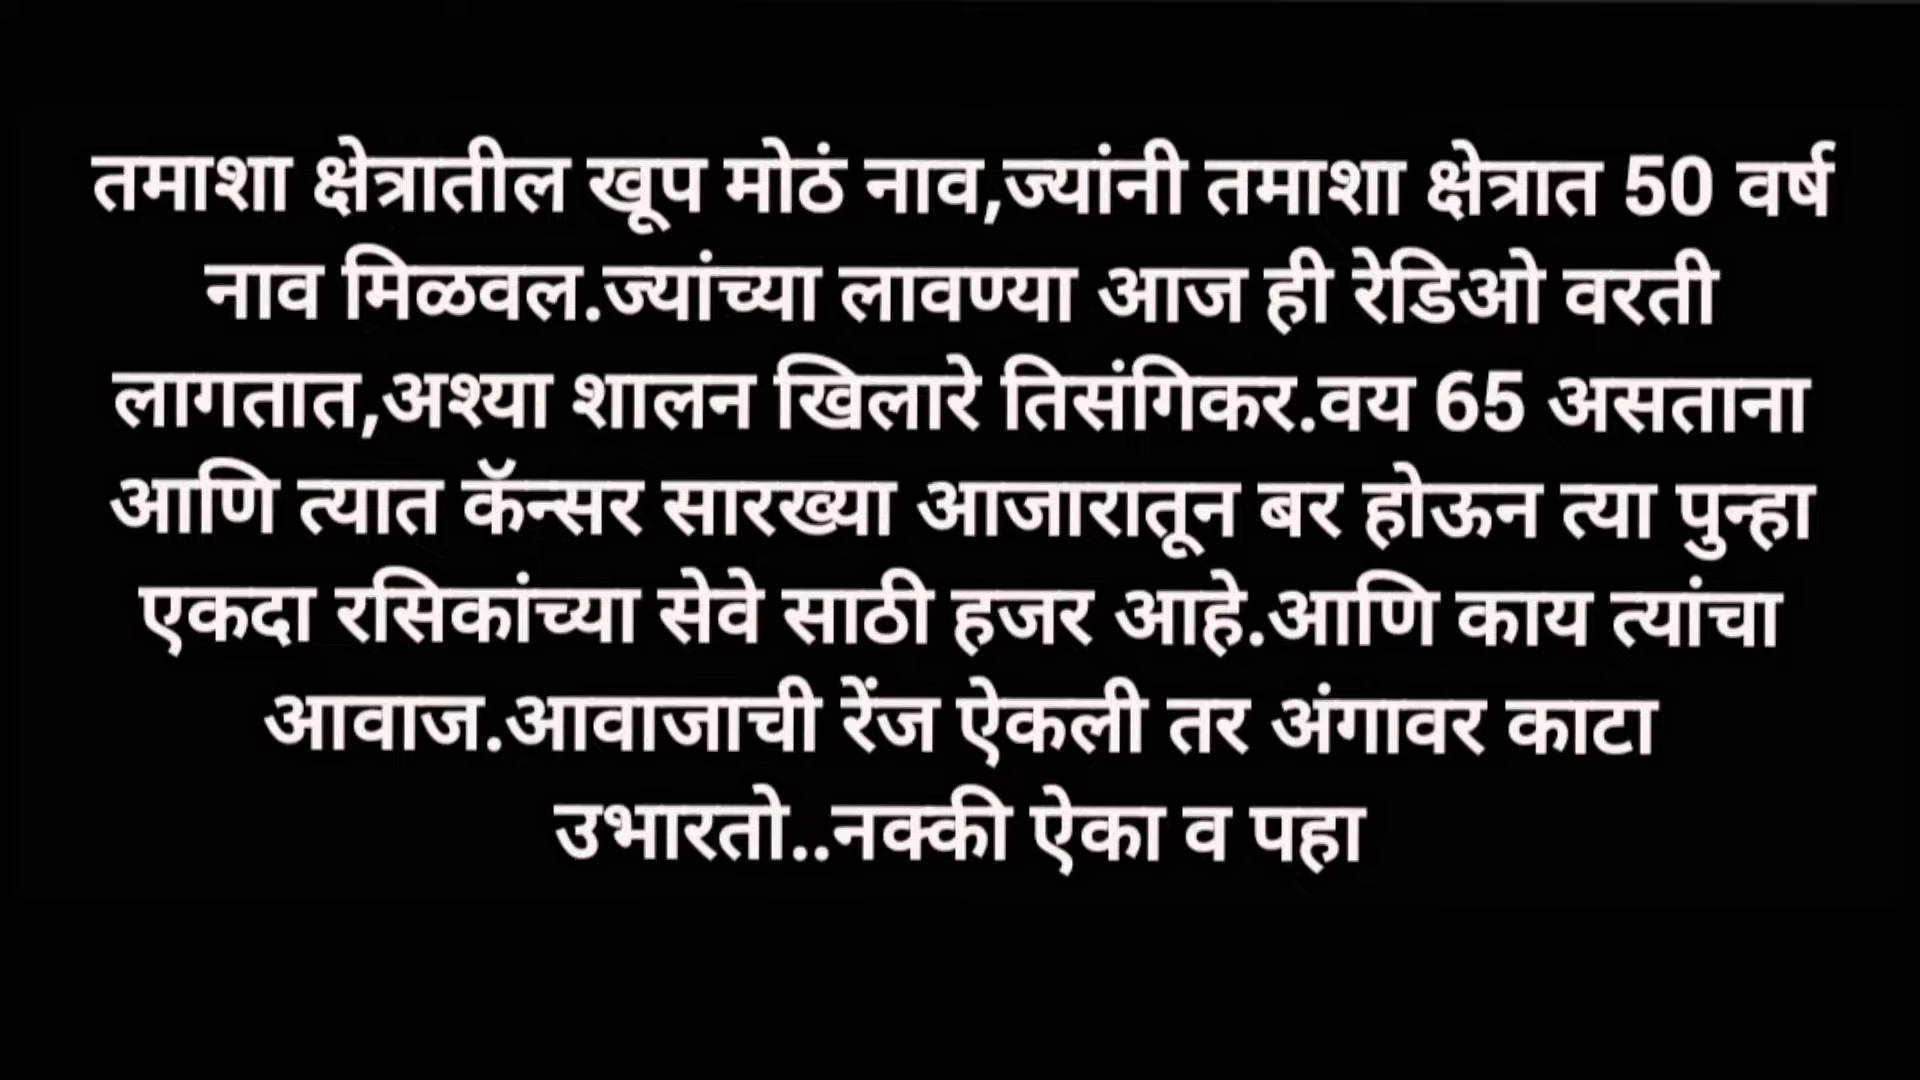 तमाशा क्षेत्रातील खूप मोठं नाव,ज्यांनी तमाशा क्षेत्रात 50 वर्ष
नाव मिळवल.ज्यांच्या लावण्या आज ही रेडिओ वरती
लागतात,अश्या शालन खिलारे तिसंगिकर.वय 65 असताना
आणि त्यात कॅन्सर सारख्या आजारातून बर होऊन त्या पुन्हा
एकदा रसिकांच्या सेवे साठी हजर आहे.आणि काय त्यांचा
आवाज.आवाजाची रेंज ऐकली तर अंगावर काटा
उभारतो..नक्की ऐका व पहा